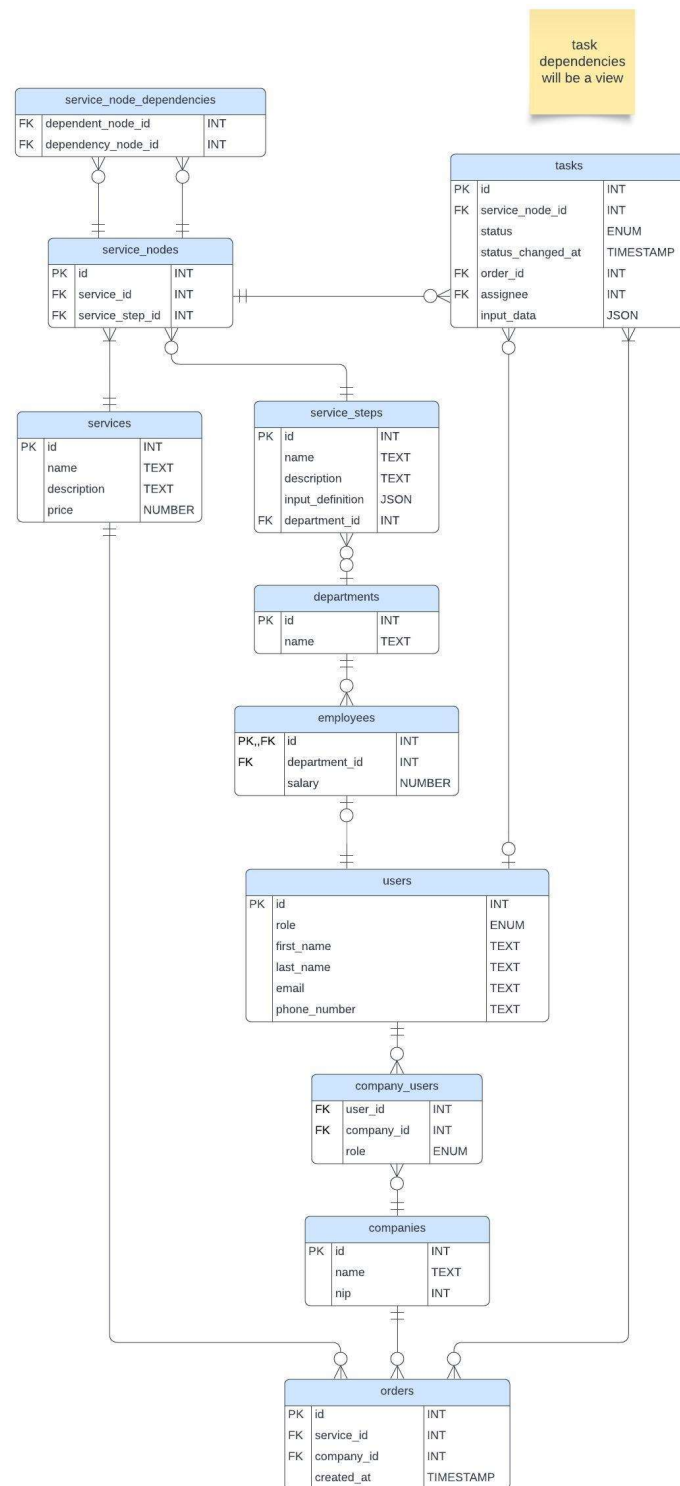 task
dependencies
will be a view
service_node_dependencies
FK dependent_node_id INT
FK dependency_node_id INT
tasks
PK id INT
FK service_node_id INT
status ENUM
status_changed_at TIMESTAMP
FK order_id INT
FK assignee INT
input_data JSON
service_nodes
PK id INT
FK service_id INT
FK service_step_id INT
services
PK id INT
name TEXT
description TEXT
price NUMBER
service_steps
PK id INT
name TEXT
description TEXT
input_definition JSON
FK department_id INT
departments
PK id INT
name TEXT
employees
PK,,FK id INT
FK department_id INT
salary NUMBER
users
PK id INT
role ENUM
first_name TEXT
last_name TEXT
email TEXT
phone_number TEXT
company_users
FK user_id INT
FK company_id INT
role ENUM
companies
PK id INT
name TEXT
nip INT
orders
PK id INT
FK service_id INT
FK company_id INT
created_at TIMESTAMP